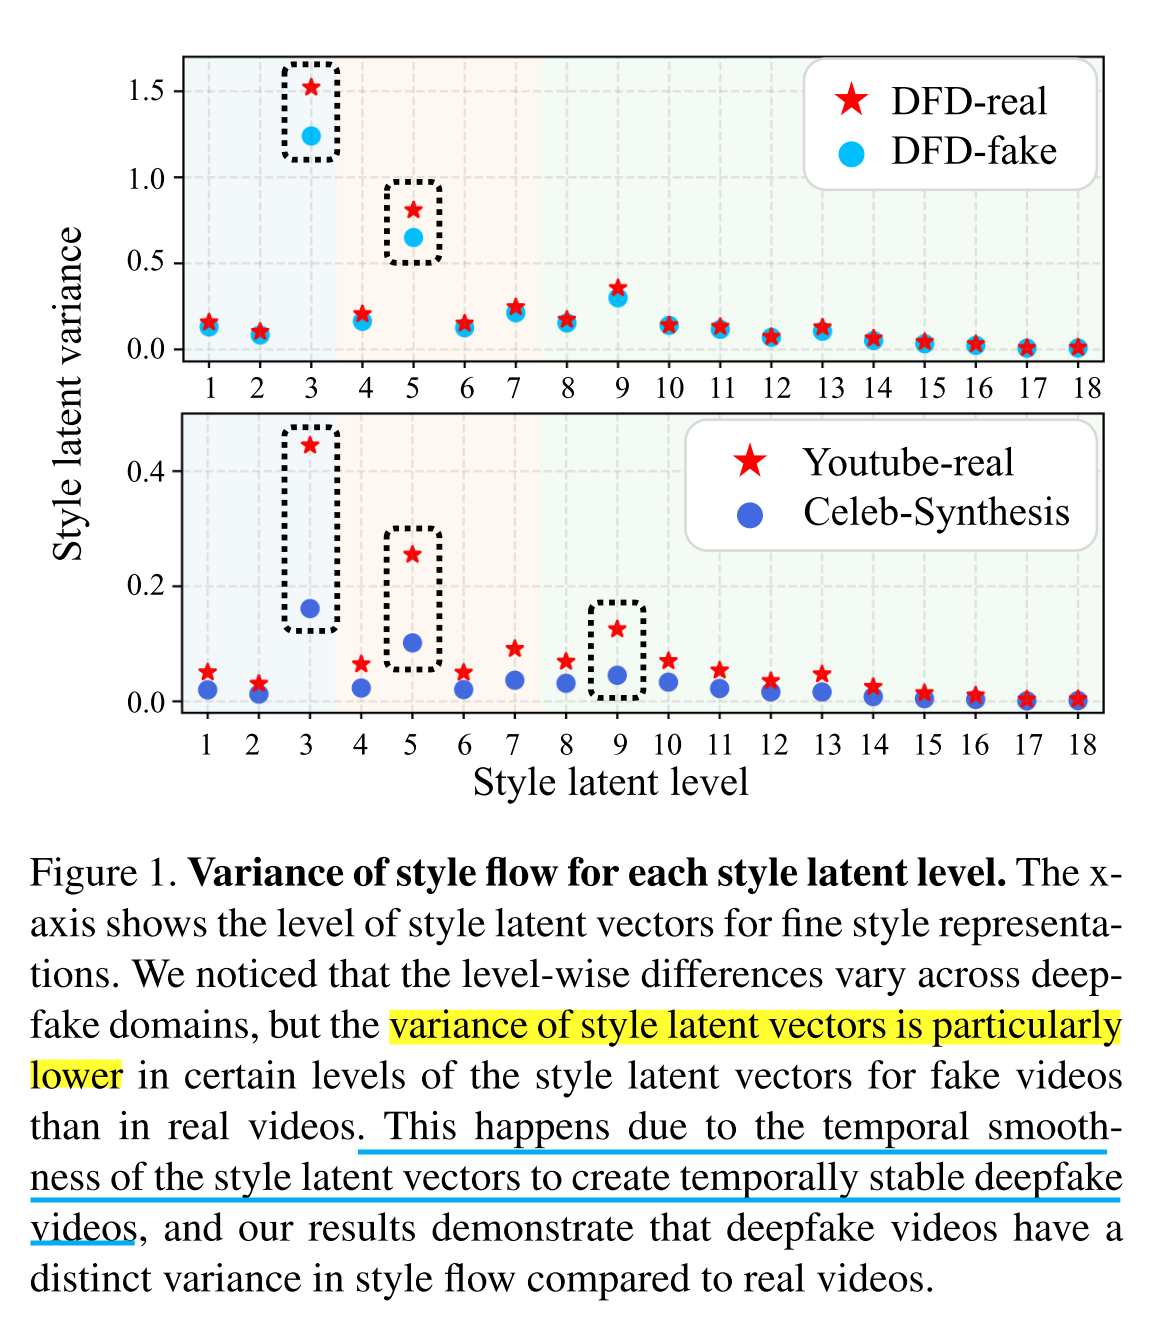 1.5
1.0
0.5
0.0
DFD-real
DFD-fake
1 2 3 4 5 6 7 8 9 10 11 12 13 14 15 16 17 18
Style latent variance
0.4
0.2
0.0
Youtube-real
Celeb-Synthesis
1 2 3 4 5 6 7 8 9 10 11 12 13 14 15 16 17 18
Style latent level
Figure 1. Variance of style flow for each style latent level. The x-
axis shows the level of style latent vectors for fine style representa-
tions. We noticed that the level-wise differences vary across deep-
fake domains, but the variance of style latent vectors is particularly
lower in certain levels of the style latent vectors for fake videos
than in real videos. This happens due to the temporal smooth-
ness of the style latent vectors to create temporally stable deepfake
videos, and our results demonstrate that deepfake videos have a
distinct variance in style flow compared to real videos.